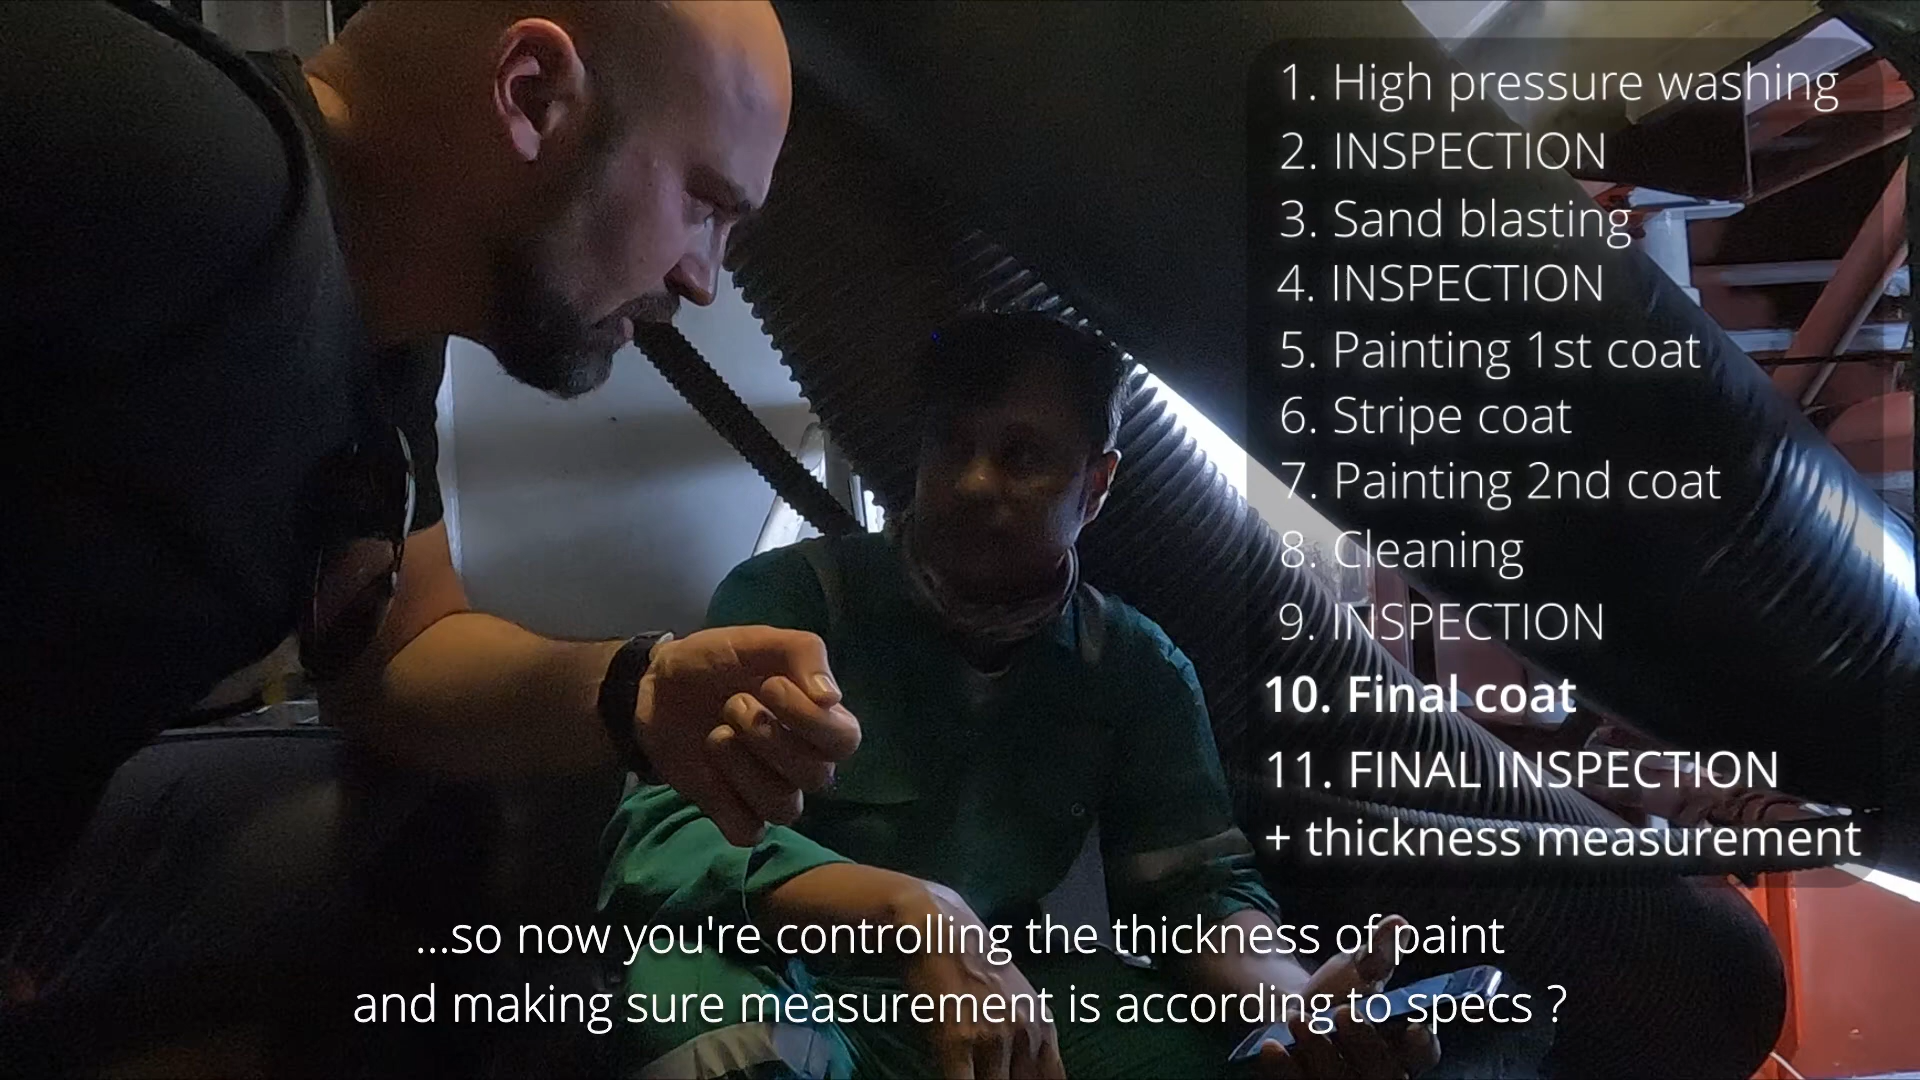 1. High pressure washing
2. INSPECTION
3. Sand blasting
4. INSPECTION
5. Painting 1st coat
6. Stripe coat
7. Painting 2nd coat
8. Cleaning
9. INSPECTION
10. Final coat
11. FINAL INSPECTION
+ thickness measurement
...so now you're controlling the thickness of paint
and making sure measurement is according to specs ?